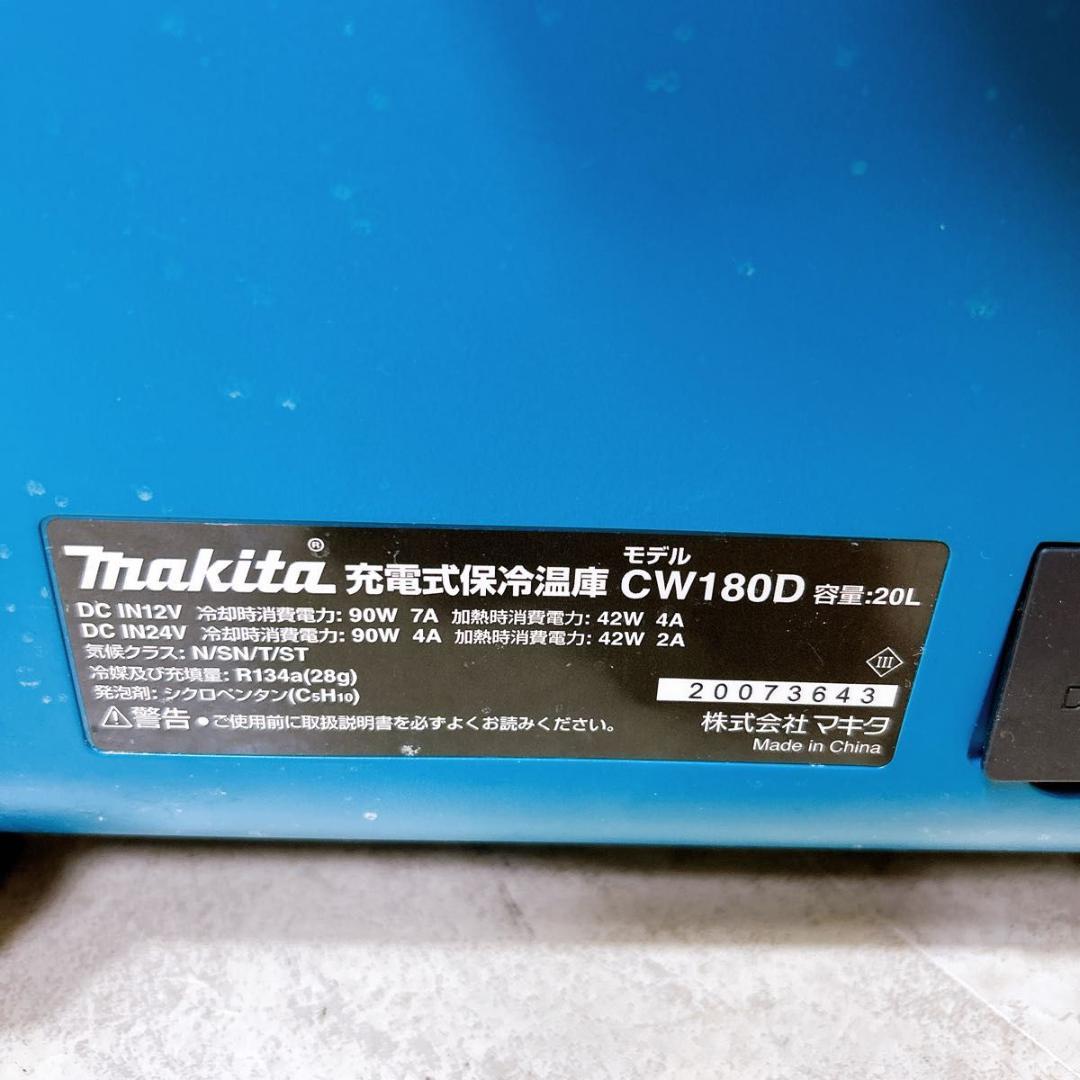 makita® 充電式保冷温庫 モデル CW180D 容量:20L
DC IN12V 冷却時消費電力: 90W 7A 加熱時消費電力: 42W 4A
DC IN24V 冷却時消費電力: 90W 4A 加熱時消費電力: 42W 2A
気候クラス: N/SN/T/ST
冷媒及び充填量: R134a(28g)
発泡剤: シクロペンタン(C5H10)
III
20073643
⚠警告 ●ご使用前に取扱説明書を必ずよくお読みください。
株式会社 マキタ
Made in China
D